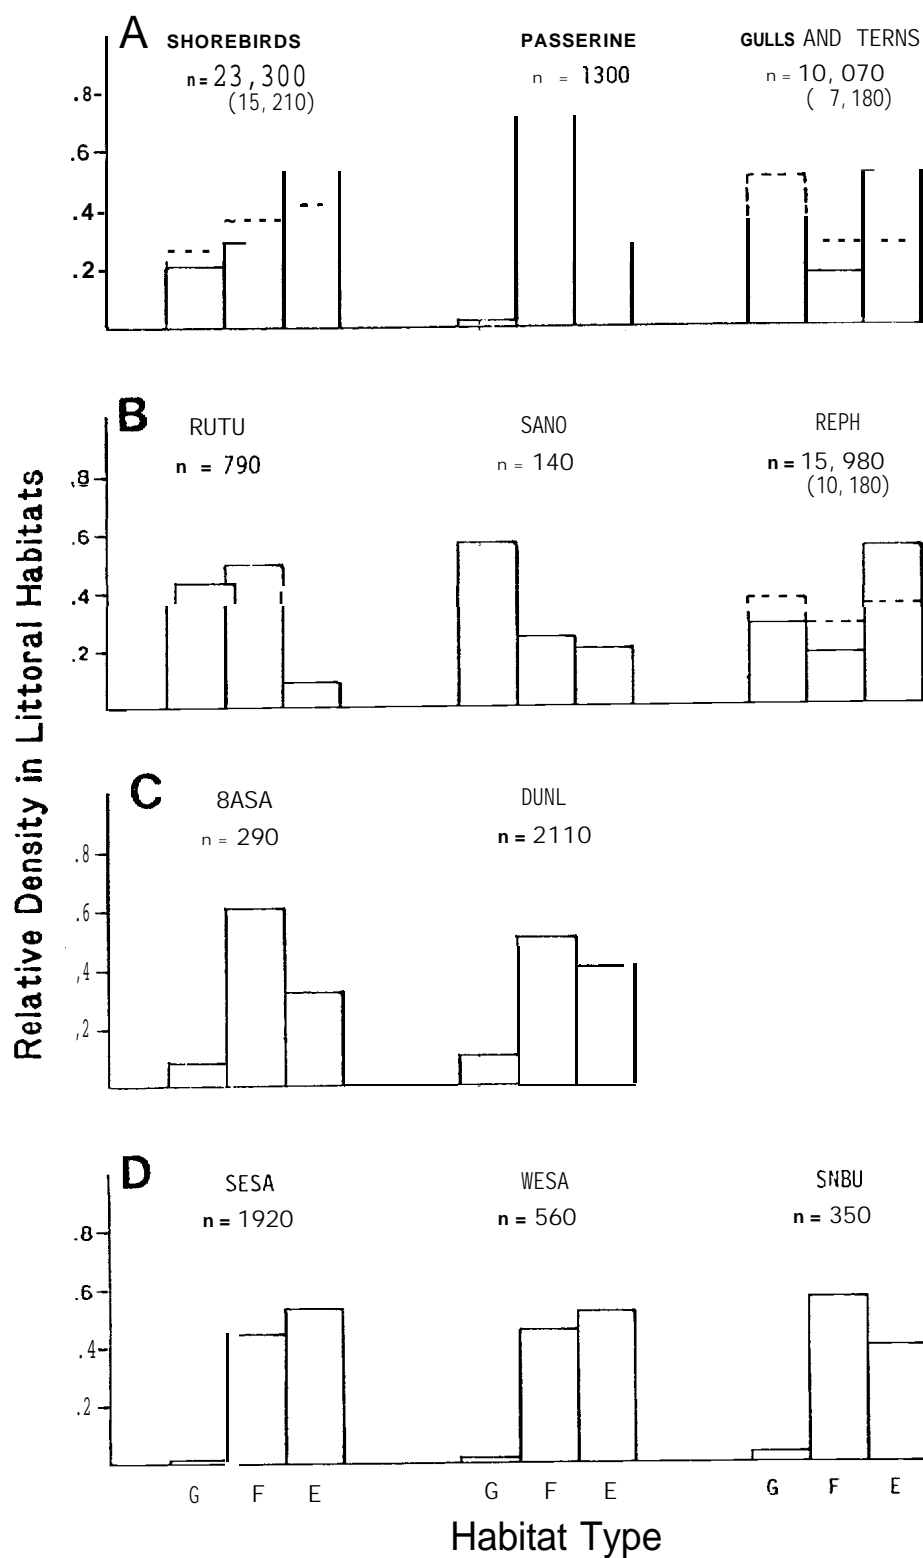 A
SHOREBIRDS
n = 23,300
(15, 210)
PASSERINE
n = 1300
GULLS AND TERNS
n = 10, 070
( 7, 180)
.8
.6
.4
.2
B
RUTU
n = 790
SANO
n = 140
REPH
n = 15, 980
(10, 180)
.8
.6
.4
.2
Relative Density in Littoral Habitats
C
8ASA
n = 290
DUNL
n = 2110
.8
.6
,4
,2
D
SESA
n = 1920
WESA
n = 560
SNBU
n = 350
.8
.6
.4
.2
G F E
G F E
G F E
Habitat Type